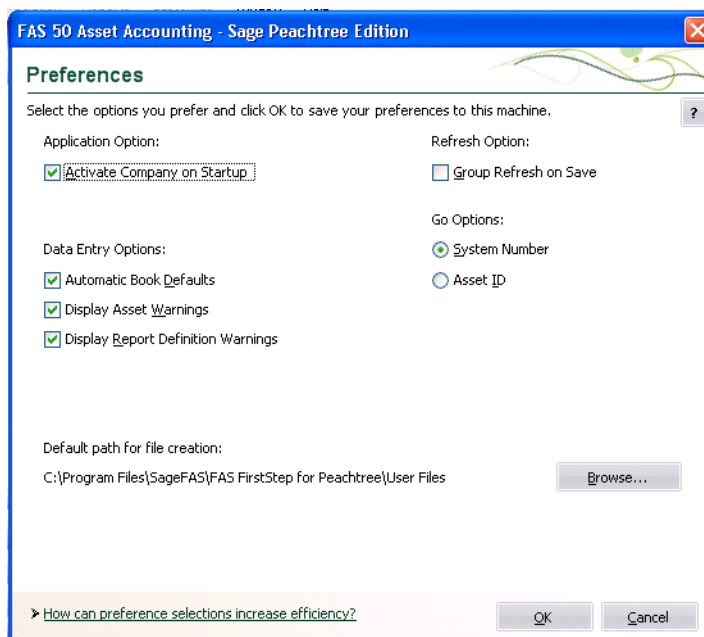 FAS 50 Asset Accounting - Sage Peachtree Edition
Preferences
Select the options you prefer and click OK to save your preferences to this machine.
?
Application Option:
Activate Company on Startup
Refresh Option:
Group Refresh on Save
Go Options:
System Number
Asset ID
Data Entry Options:
Automatic Book Defaults
Display Asset Warnings
Display Report Definition Warnings
Default path for file creation:
C:\Program Files\SageFAS\FAS FirstStep for Peachtree\User Files
Browse...
How can preference selections increase efficiency?
OK
Cancel